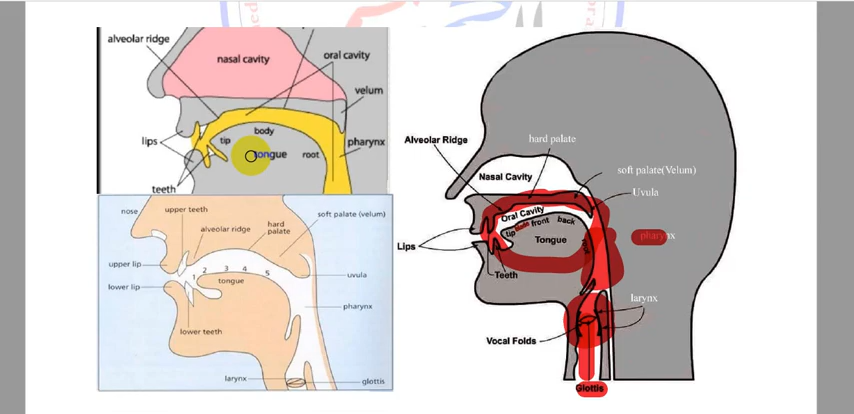 alveolar ridge
nasal cavity
oral cavity
velum
body
lips
tip
pharynx
tongue
root
teeth
nose
upper teeth
soft palate (velum)
alveolar ridge
hard
palate
upper lip
1 2 3 4 5
uvula
tongue
lower lip
pharynx
lower teeth
larynx
glottis
Alveolar Ridge
hard palate
Nasal Cavity
soft palate(Velum)
Uvula
Oral Cavity
tip
front
back
pharynx
Lips
Tongue
Teeth
larynx
Vocal Folds
Glottis